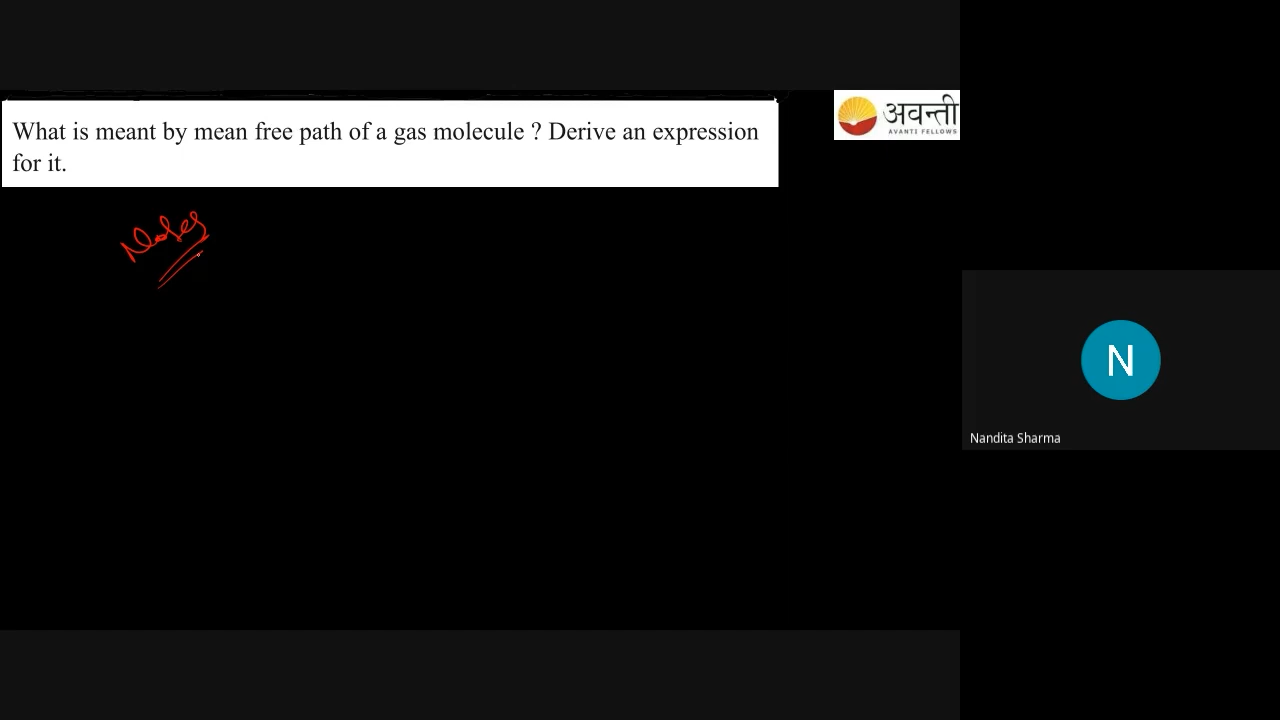 What is meant by mean free path of a gas molecule ? Derive an expression
for it.
अवन्ती
AVANTI FELLOWS
Notes
N
Nandita Sharma